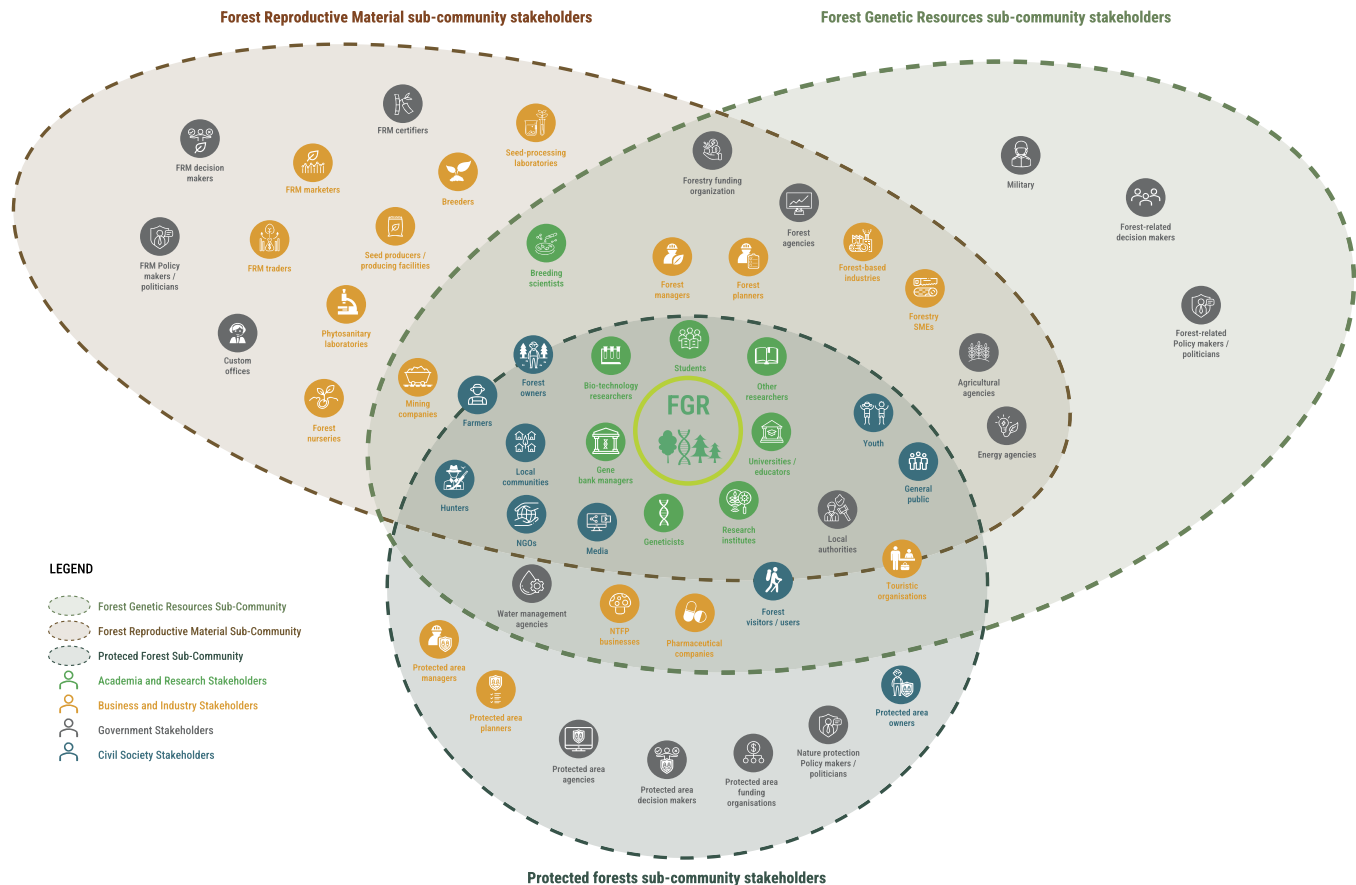 Forest Reproductive Material sub-community stakeholders
Forest Genetic Resources sub-community stakeholders
FRM certifiers
FRM decision
makers
FRM marketers
Seed-processing
laboratories
Breeders
FRM Policy
makers /
politicians
FRM traders
Seed producers /
producing facilities
Phytosanitary
laboratories
Custom
offices
Forest
nurseries
Mining
companies
Breeding
scientists
Forestry funding
organization
Forest
agencies
Forest
managers
Forest
planners
Forest-based
industries
Forestry
SMEs
Agricultural
agencies
Energy agencies
Military
Forest-related
decision makers
Forest-related
Policy makers /
politicians
Forest
owners
Farmers
Bio-technology
researchers
Students
Other
researchers
FGR
Youth
General
public
Local
communities
Gene
bank managers
Universities /
educators
Hunters
NGOs
Media
Geneticists
Research
institutes
Local
authorities
Touristic
organisations
Water management
agencies
NTFP
businesses
Pharmaceutical
companies
Forest
visitors / users
Protected area
managers
Protected area
planners
Protected area
agencies
Protected area
decision makers
Protected area
funding
organisations
Nature protection
Policy makers /
politicians
Protected area
owners
LEGEND
Forest Genetic Resources Sub-Community
Forest Reproductive Material Sub-Community
Proteced Forest Sub-Community
Academia and Research Stakeholders
Business and Industry Stakeholders
Government Stakeholders
Civil Society Stakeholders
Protected forests sub-community stakeholders